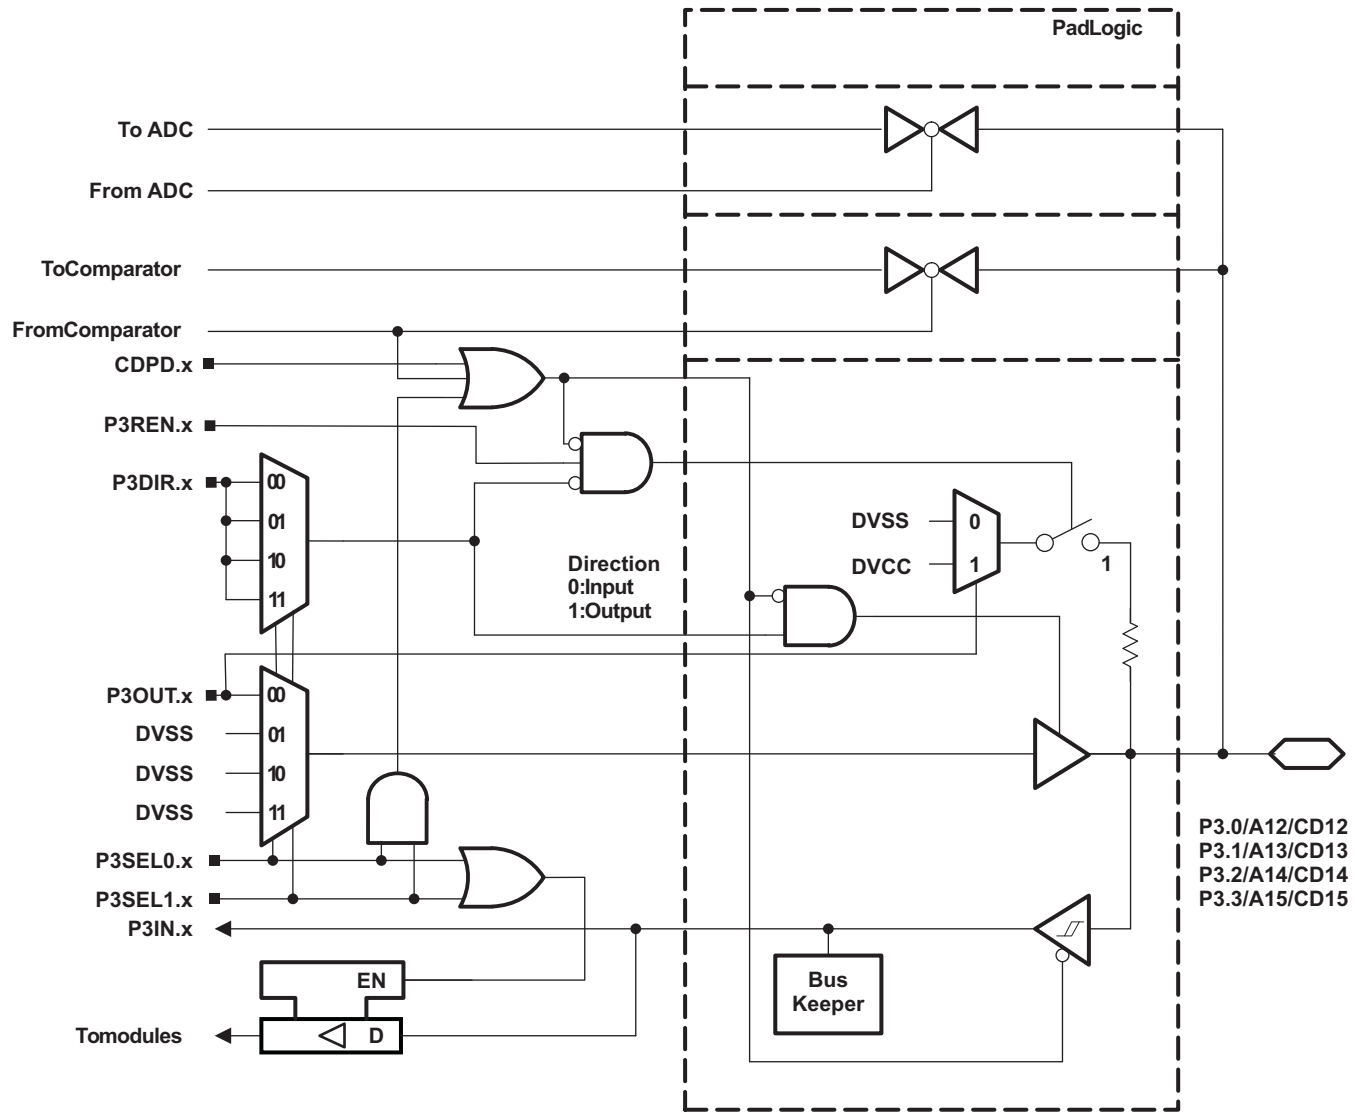 PadLogic
To ADC
From ADC
ToComparator
FromComparator
CDPD.x
P3REN.x
P3DIR.x
00
01
10
11
Direction
0:Input
1:Output
DVSS
0
DVCC
1
1
P3OUT.x
00
DVSS
01
DVSS
10
DVSS
11
P3SEL0.x
P3SEL1.x
P3IN.x
EN
D
Tomodules
Bus
Keeper
P3.0/A12/CD12
P3.1/A13/CD13
P3.2/A14/CD14
P3.3/A15/CD15